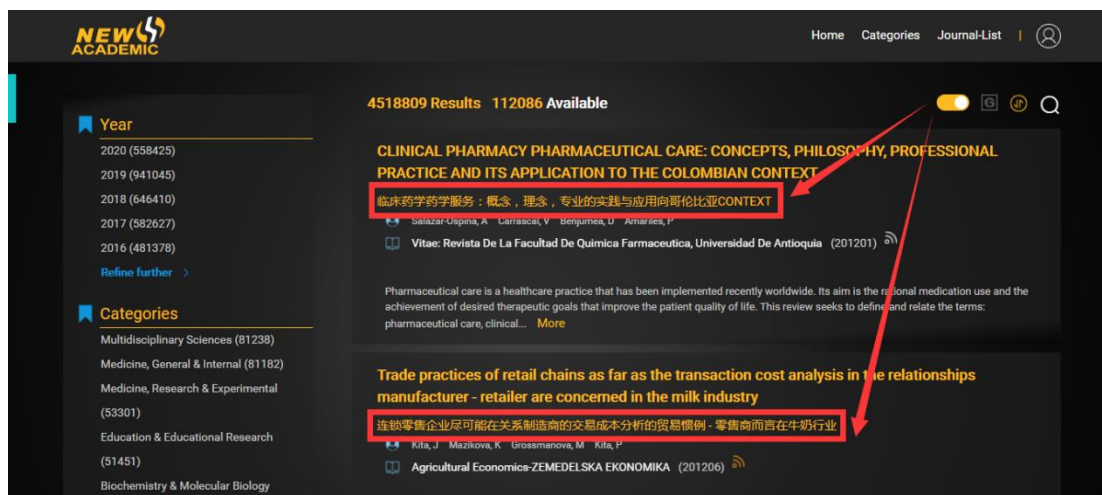 NEW
ACADEMIC
Home Categories Journal-List |
4518809 Results 112086 Available
G
Year
2020 (558425)
2019 (941045)
2018 (646410)
2017 (582627)
2016 (481378)
Refine further >
Categories
Multidisciplinary Sciences (81238)
Medicine, General & Internal (81182)
Medicine, Research & Experimental
(53301)
Education & Educational Research
(51451)
Biochemistry & Molecular Biology
CLINICAL PHARMACY PHARMACEUTICAL CARE: CONCEPTS, PHILOSOPHY, PROFESSIONAL
PRACTICE AND ITS APPLICATION TO THE COLOMBIAN CONTEXT
临床药学药学服务：概念，理念，专业的实践与应用向哥伦比亚CONTEXT
Salazar-Ospina, A Carrascal, V Benjumea, D Amariles, P
Vitae: Revista De La Facultad De Quimica Farmaceutica, Universidad De Antioquia (201201)
Pharmaceutical care is a healthcare practice that has been implemented recently worldwide. Its aim is the rational medication use and the
achievement of desired therapeutic goals that improve the patient quality of life. This review seeks to define and relate the terms:
pharmaceutical care, clinical... More
Trade practices of retail chains as far as the transaction cost analysis in the relationships
manufacturer - retailer are concerned in the milk industry
连锁零售企业尽可能在关系制造商的交易成本分析的贸易惯例 - 零售商而言在牛奶行业
Kita, J Mazikova, K Grossmanova, M Kita, P
Agricultural Economics-ZEMEDELSKA EKONOMIKA (201206)